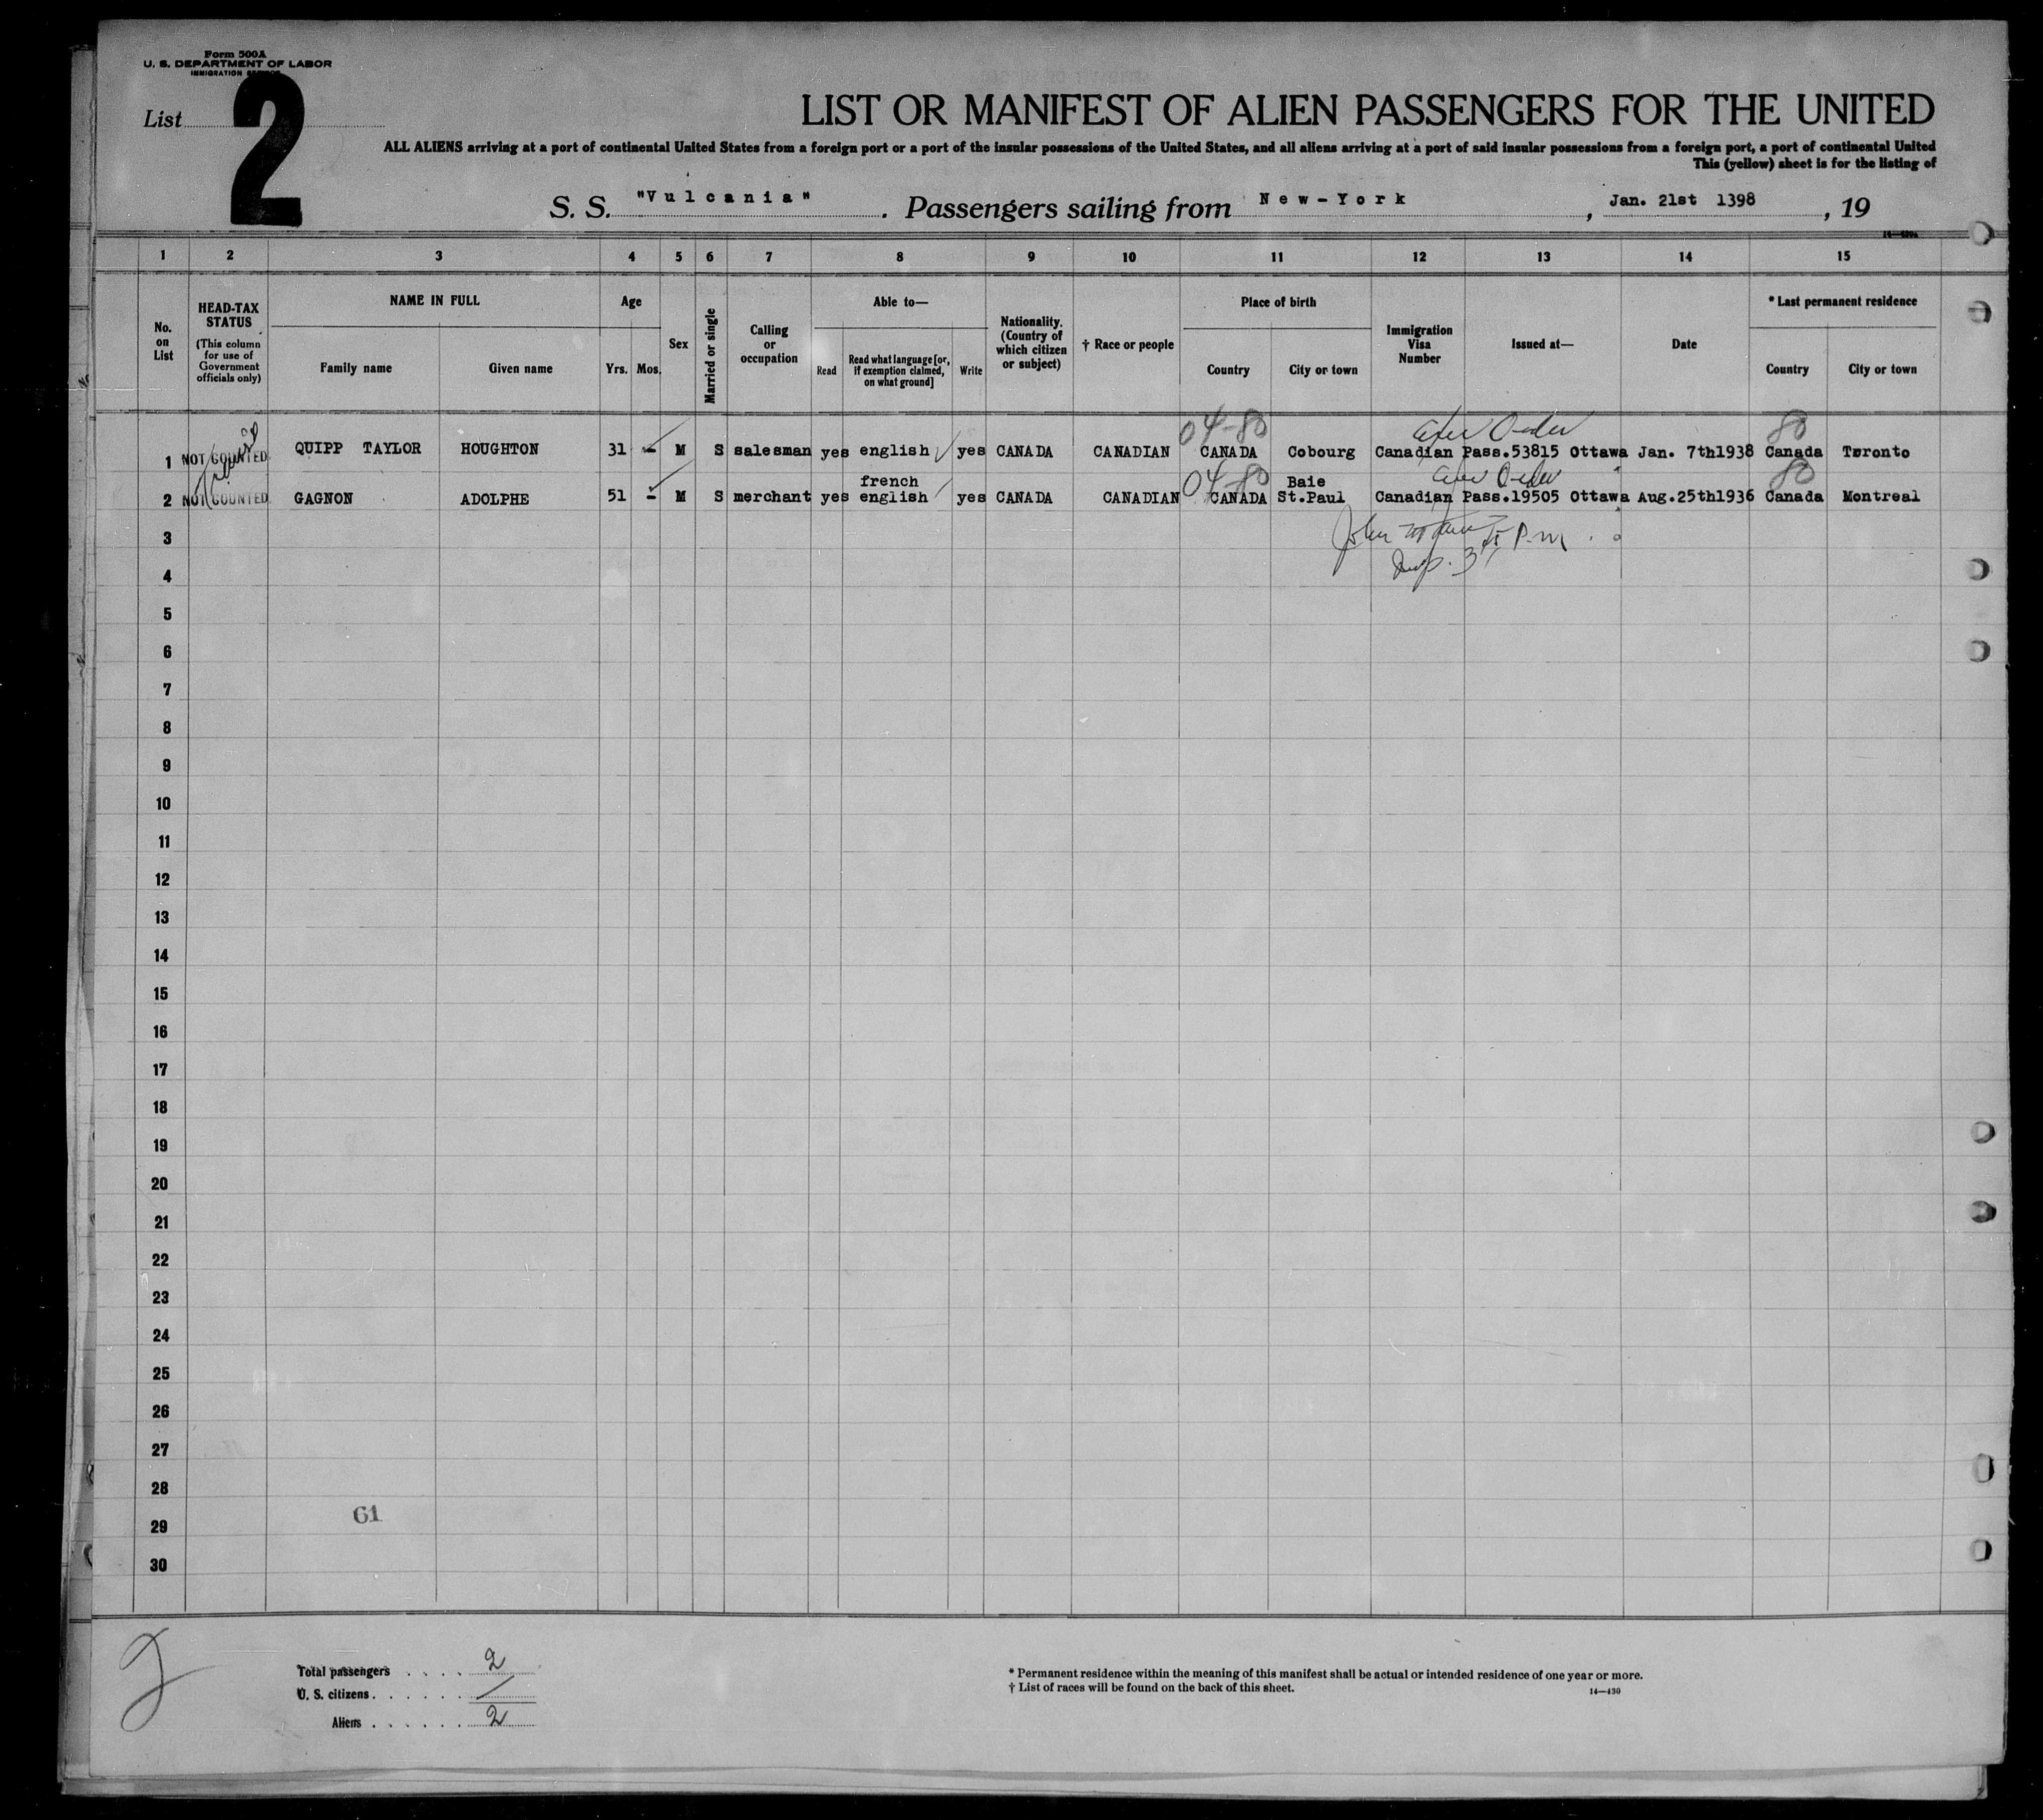 Form 500A
U. S. DEPARTMENT OF LABOR
IMMIGRATION
List
2
LIST OR MANIFEST OF ALIEN PASSENGERS FOR THE UNITED
ALL ALIENS arriving at a port of continental United States from a foreign port or a port of the insular possessions of the United States, and all aliens arriving at a port of said insular possessions from a foreign port, a port of continental United
This (yellow) sheet is for the listing of
S. S. "Vulcania". Passengers sailing from New-York, Jan. 21st 1398, 19
1 2 3 4 5 6 7 8 9 10 11 12 13 14 15
No. on List
HEAD-TAX STATUS (This column for use of Government officials only)
NAME IN FULL
Family name
Given name
Age
Yrs. Mos.
Sex
Married or single
Calling or occupation
Able to—
Read
Read what language [or, if exemption claimed, on what ground]
Write
Nationality. (Country of which citizen or subject)
† Race or people
Place of birth
Country
City or town
Immigration Visa Number
Issued at—
Date
* Last permanent residence
Country
City or town
04-80 80
1 NOT COUNTED QUIPP TAYLOR HOUGHTON 31 - M S salesman yes english yes CANADA CANADIAN CANADA Cobourg Canadian Pass.53815 Ottawa Jan. 7th1938 Canada Toronto
04-80 80
2 NOT COUNTED GAGNON ADOLPHE 51 - M S merchant yes french english yes CANADA CANADIAN CANADA Baie St.Paul Canadian Pass.19505 Ottawa Aug.25th1936 Canada Montreal
3
4
5
6
7
8
9
10
11
12
13
14
15
16
17
18
19
20
21
22
23
24
25
26
27
28
61
29
30
2
Total passengers . . . . 2
U. S. citizens . . . . . . /
Aliens . . . . . . 2
* Permanent residence within the meaning of this manifest shall be actual or intended residence of one year or more.
† List of races will be found on the back of this sheet.
14—430